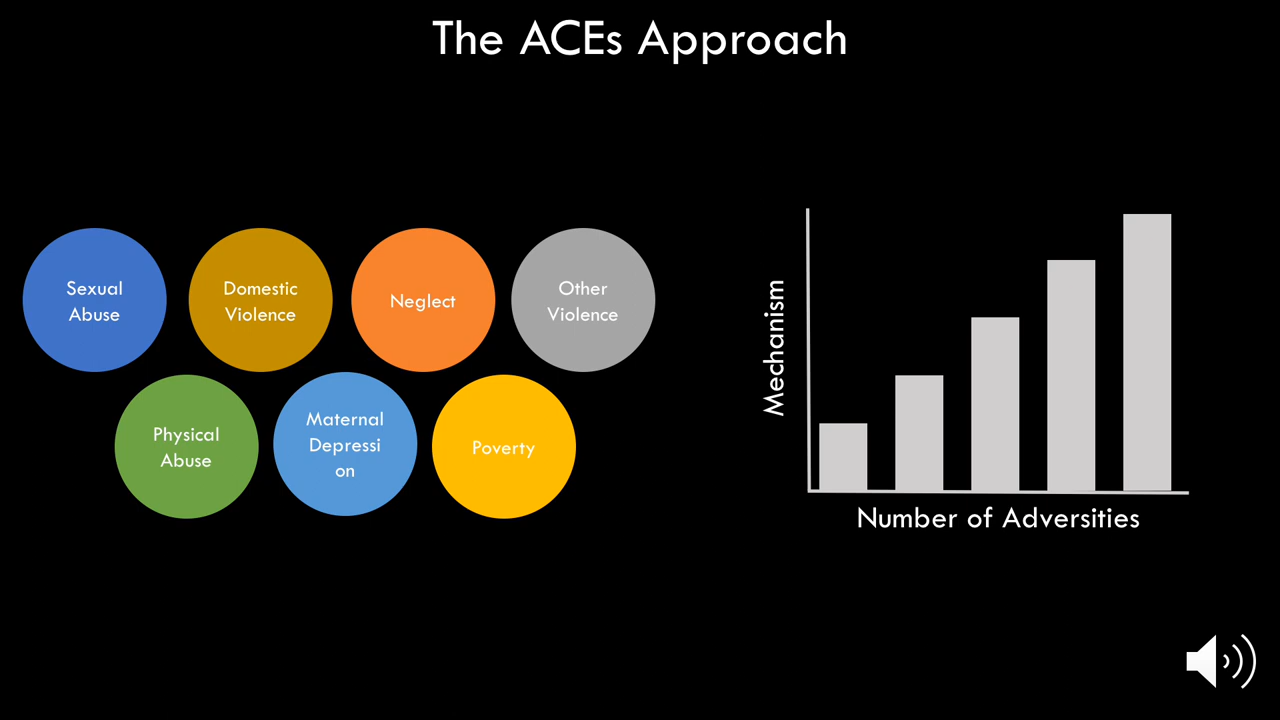 The ACEs Approach
Sexual
Abuse
Domestic
Violence
Neglect
Other
Violence
Physical
Abuse
Maternal
Depressi
on
Poverty
Mechanism
Number of Adversities